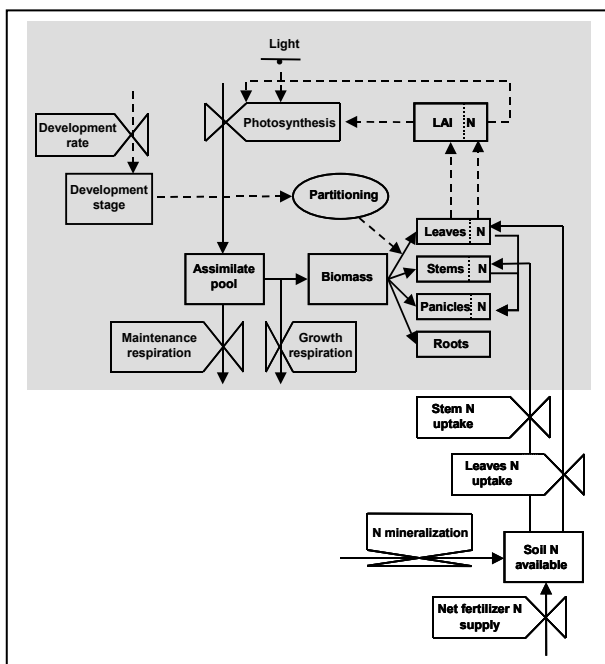 Light
Development
rate
Photosynthesis
LAI N
Development
stage
Partitioning
Leaves N
Assimilate
pool
Biomass
Stems N
Panicles N
Maintenance
respiration
Growth
respiration
Roots
Stem N
uptake
Leaves N
uptake
N mineralization
Soil N
available
Net fertilizer N
supply